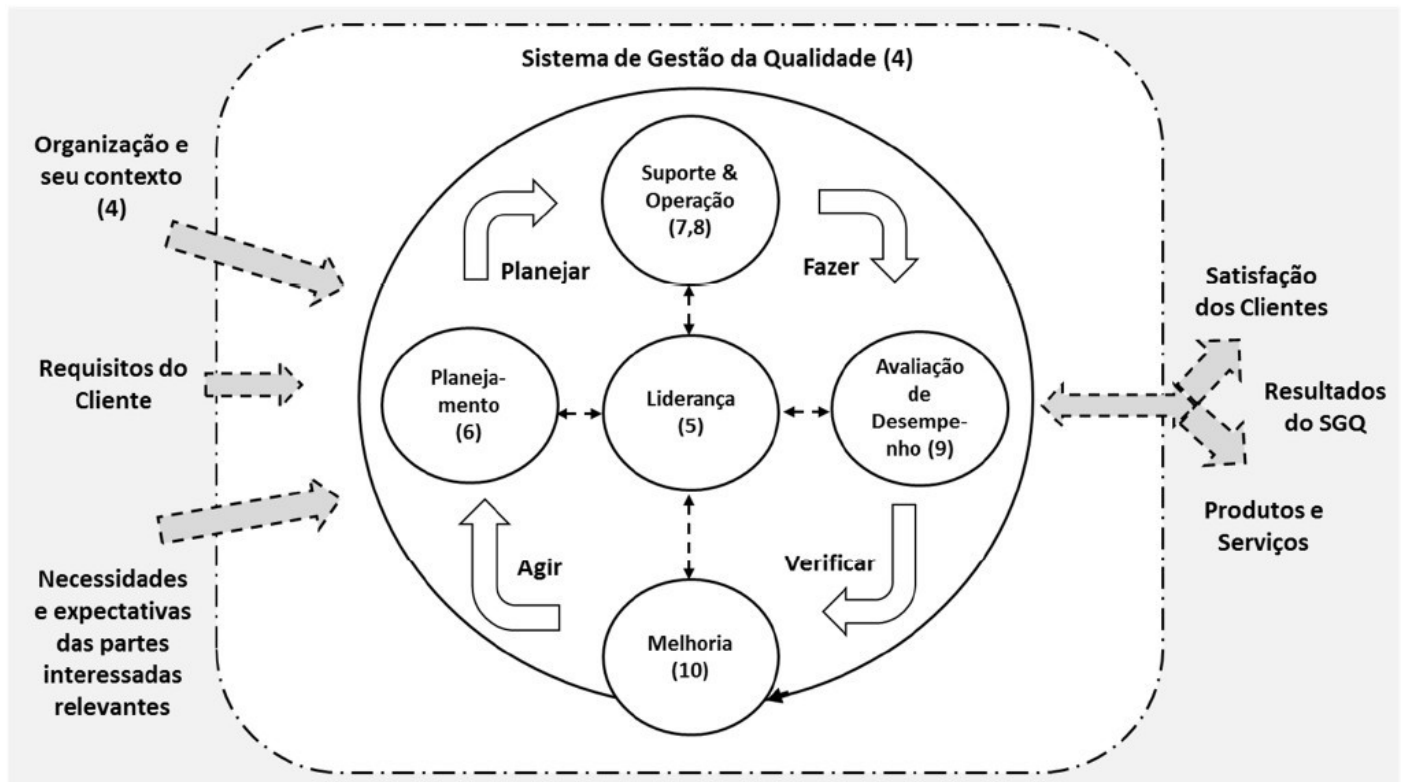 Sistema de Gestão da Qualidade (4)
Organização e
seu contexto
(4)
Requisitos do
Cliente
Necessidades
e expectativas
das partes
interessadas
relevantes
Suporte &
Operação
(7,8)
Planejar
Fazer
Planeja-
mento
(6)
Liderança
(5)
Avaliação
de
Desempe-
nho (9)
Agir
Verificar
Melhoria
(10)
Satisfação
dos Clientes
Resultados
do SGQ
Produtos e
Serviços